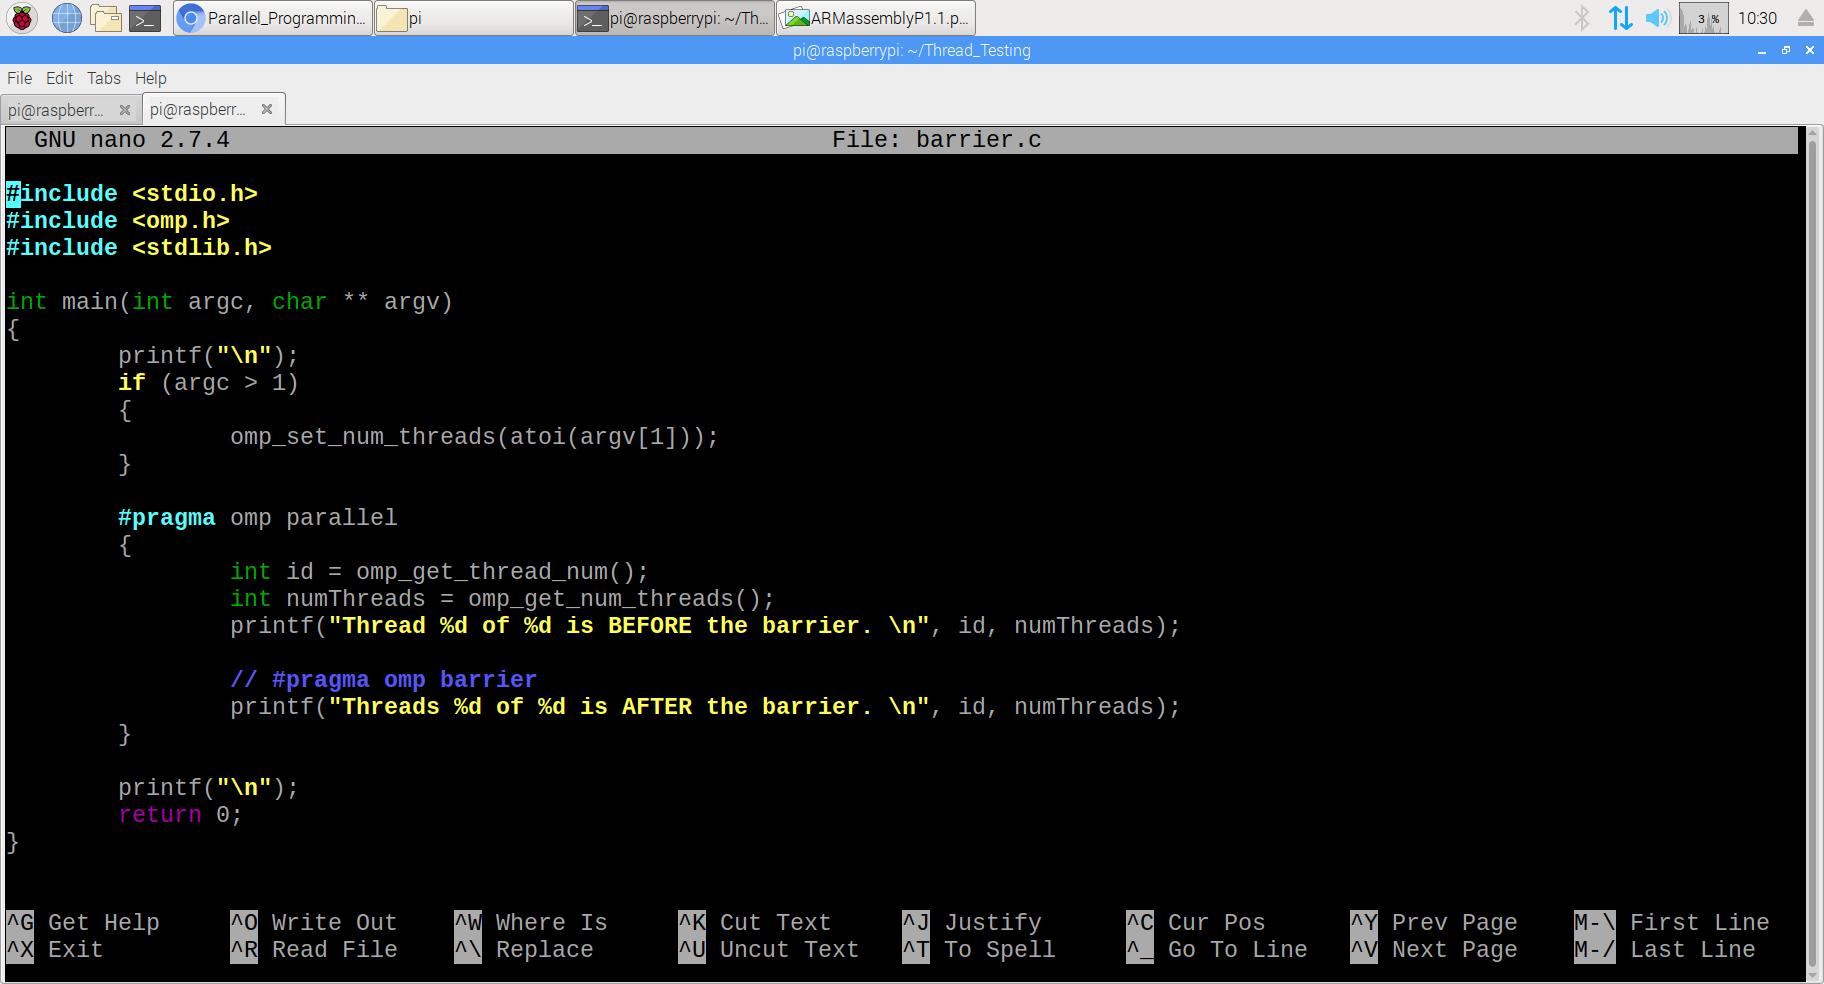 Parallel_Programmin... pi pi@raspberrypi: ~/Th... ARMassemblyP1.1.p... 3 % 10:30
pi@raspberrypi: ~/Thread_Testing
File Edit Tabs Help
pi@raspberr... pi@raspberr...
GNU nano 2.7.4 File: barrier.c
#include <stdio.h>
#include <omp.h>
#include <stdlib.h>
int main(int argc, char ** argv)
{
printf("\n");
if (argc > 1)
{
omp_set_num_threads(atoi(argv[1]));
}
#pragma omp parallel
{
int id = omp_get_thread_num();
int numThreads = omp_get_num_threads();
printf("Thread %d of %d is BEFORE the barrier. \n", id, numThreads);
// #pragma omp barrier
printf("Threads %d of %d is AFTER the barrier. \n", id, numThreads);
}
printf("\n");
return 0;
}
^G Get Help ^O Write Out ^W Where Is ^K Cut Text ^J Justify ^C Cur Pos ^Y Prev Page M-\ First Line
^X Exit ^R Read File ^\ Replace ^U Uncut Text ^T To Spell ^_ Go To Line ^V Next Page M-/ Last Line